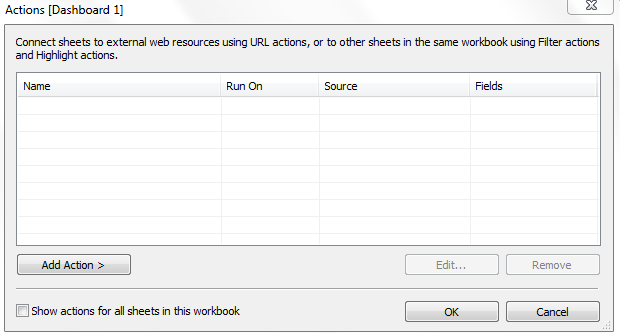 Actions [Dashboard 1]
Connect sheets to external web resources using URL actions, or to other sheets in the same workbook using Filter actions
and Highlight actions.
Name Run On Source Fields
Add Action > Edit... Remove
Show actions for all sheets in this workbook OK Cancel